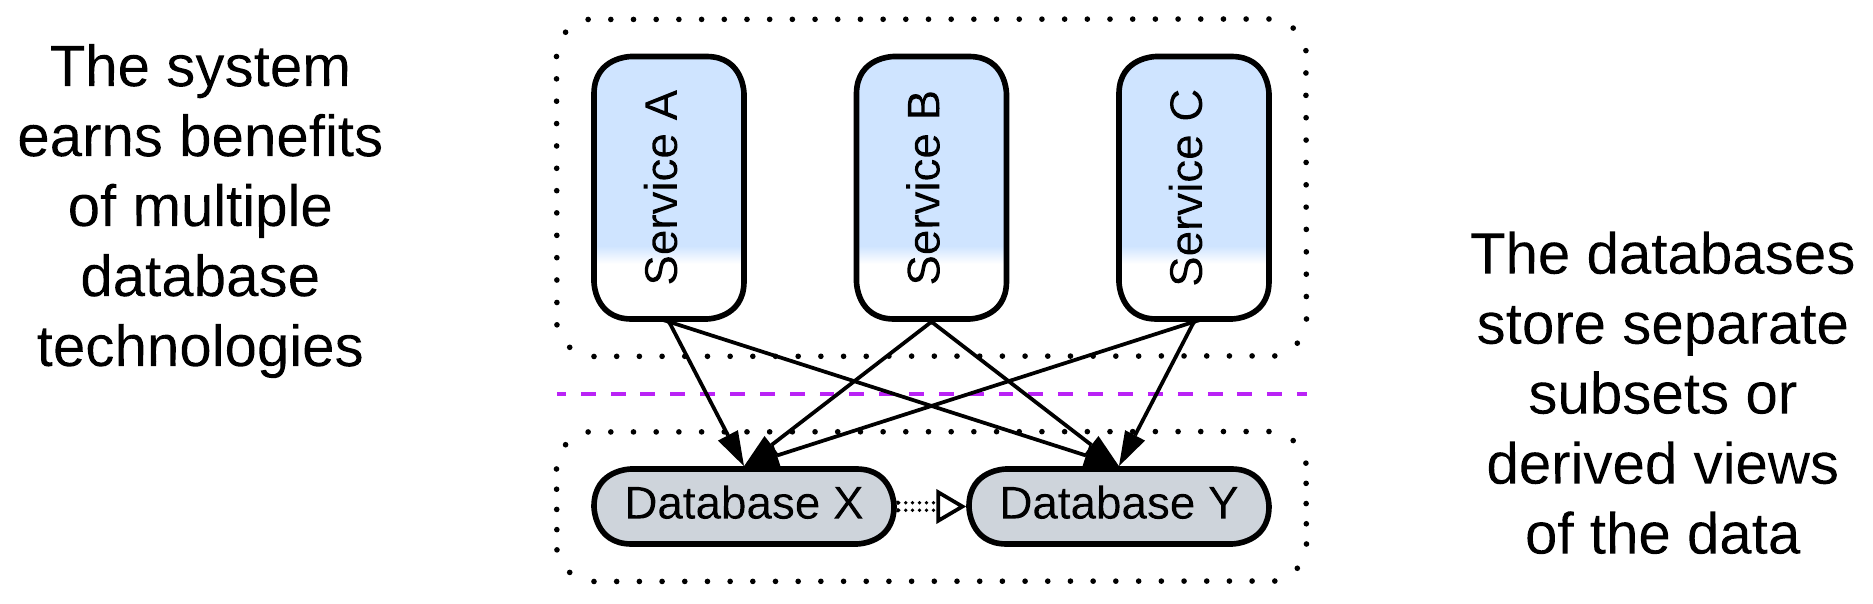 The system
earns benefits
of multiple
database
technologies
Service A
Service B
Service C
Database X
Database Y
The databases
store separate
subsets or
derived views
of the data